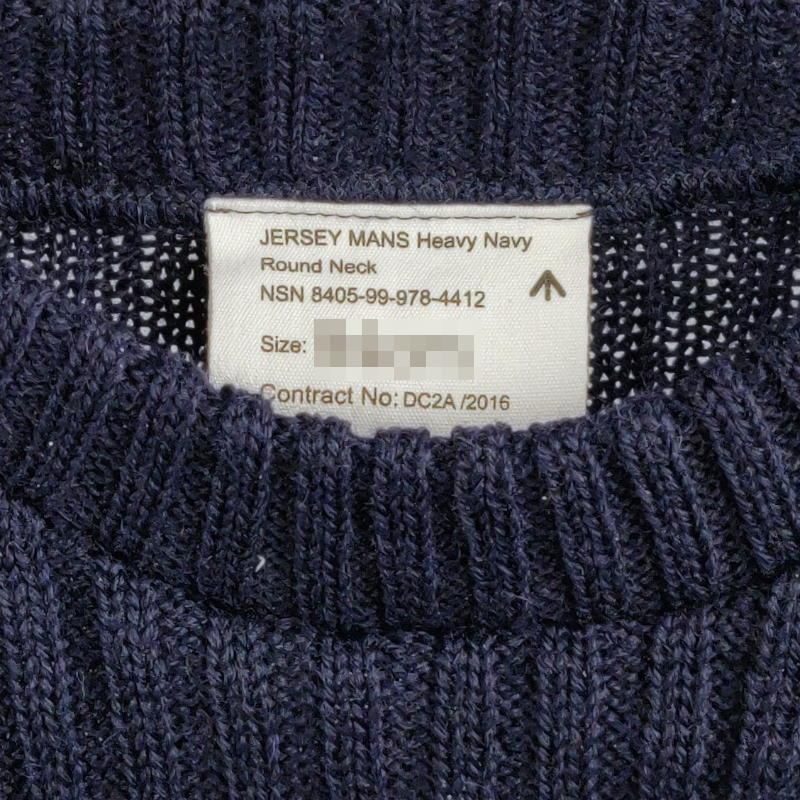 JERSEY MANS Heavy Navy
Round Neck
NSN 8405-99-978-4412
Size:
Contract No: DC2A /2016